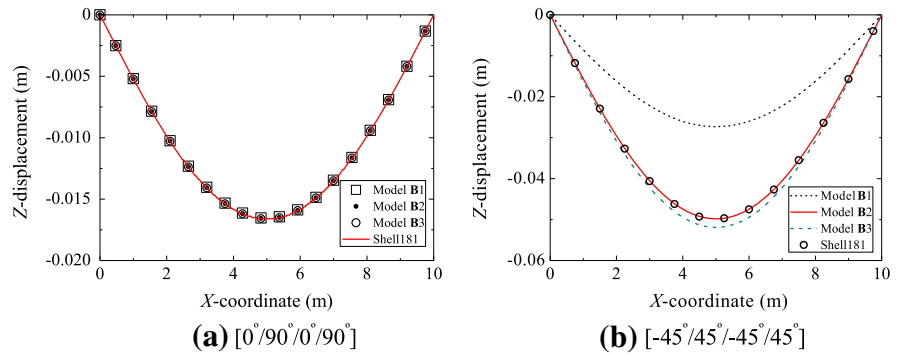 0
-0.005
-0.010
-0.015
-0.020
Z-displacement (m)
0 2 4 6 8 10
X-coordinate (m)
Model B1
Model B2
Model B3
Shell181
(a) [0°/90°/0°/90°]
0
-0.02
-0.04
-0.06
Z-displacement (m)
0 2 4 6 8 10
X-coordinate (m)
Model B1
Model B2
Model B3
Shell181
(b) [-45°/45°/-45°/45°]